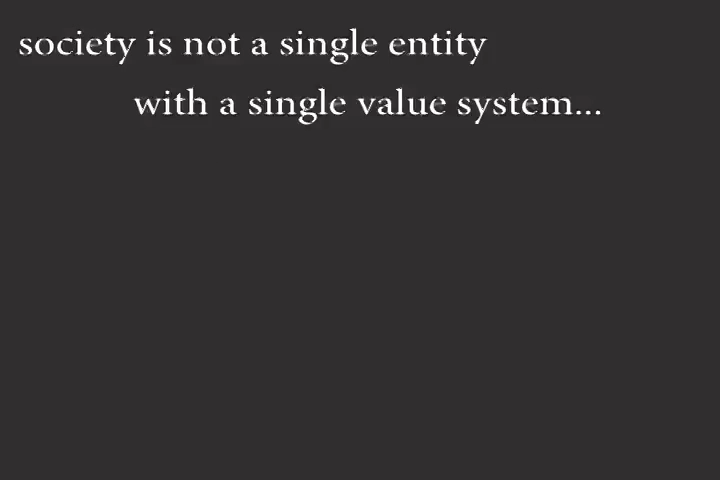 society is not a single entity
with a single value system...